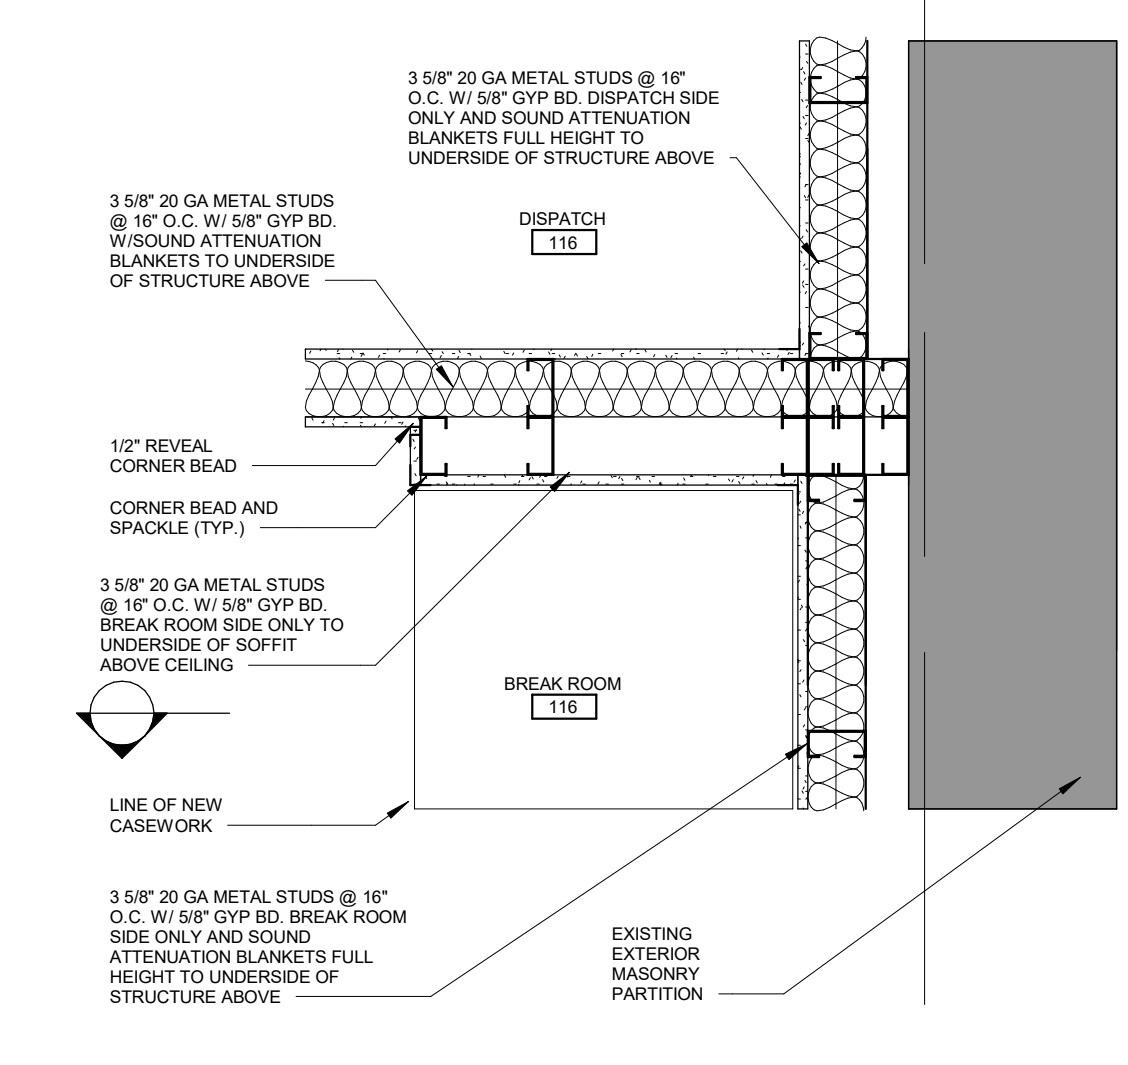 3 5/8" 20 GA METAL STUDS @ 16"
O.C. W/ 5/8" GYP BD. DISPATCH SIDE
ONLY AND SOUND ATTENUATION
BLANKETS FULL HEIGHT TO
UNDERSIDE OF STRUCTURE ABOVE
3 5/8" 20 GA METAL STUDS
@ 16" O.C. W/ 5/8" GYP BD.
W/SOUND ATTENUATION
BLANKETS TO UNDERSIDE
OF STRUCTURE ABOVE
DISPATCH
116
1/2" REVEAL
CORNER BEAD
CORNER BEAD AND
SPACKLE (TYP.)
3 5/8" 20 GA METAL STUDS
@ 16" O.C. W/ 5/8" GYP BD.
BREAK ROOM SIDE ONLY TO
UNDERSIDE OF SOFFIT
ABOVE CEILING
BREAK ROOM
116
LINE OF NEW
CASEWORK
3 5/8" 20 GA METAL STUDS @ 16"
O.C. W/ 5/8" GYP BD. BREAK ROOM
SIDE ONLY AND SOUND
ATTENUATION BLANKETS FULL
HEIGHT TO UNDERSIDE OF
STRUCTURE ABOVE
EXISTING
EXTERIOR
MASONRY
PARTITION